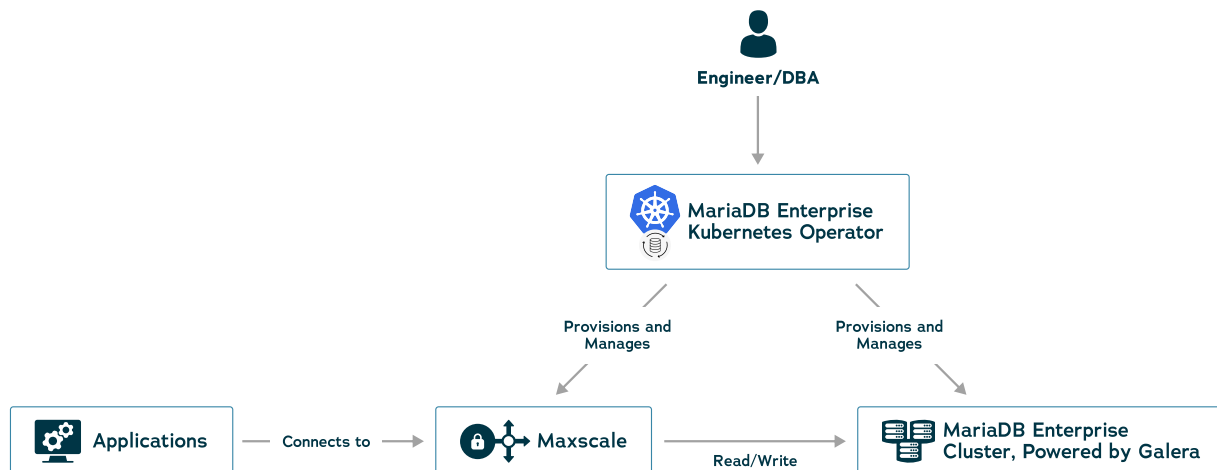 Engineer/DBA
MariaDB Enterprise
Kubernetes Operator
Provisions and
Manages
Provisions and
Manages
Applications
Connects to
Maxscale
Read/Write
MariaDB Enterprise
Cluster, Powered by Galera